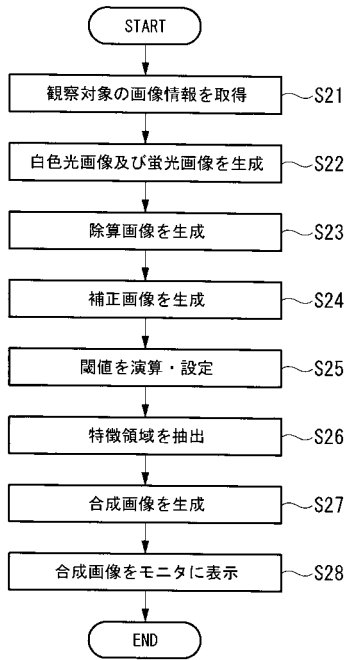 START
観察対象の画像情報を取得 S21
白色光画像及び蛍光画像を生成 S22
除算画像を生成 S23
補正画像を生成 S24
閾値を演算・設定 S25
特徴領域を抽出 S26
合成画像を生成 S27
合成画像をモニタに表示 S28
END